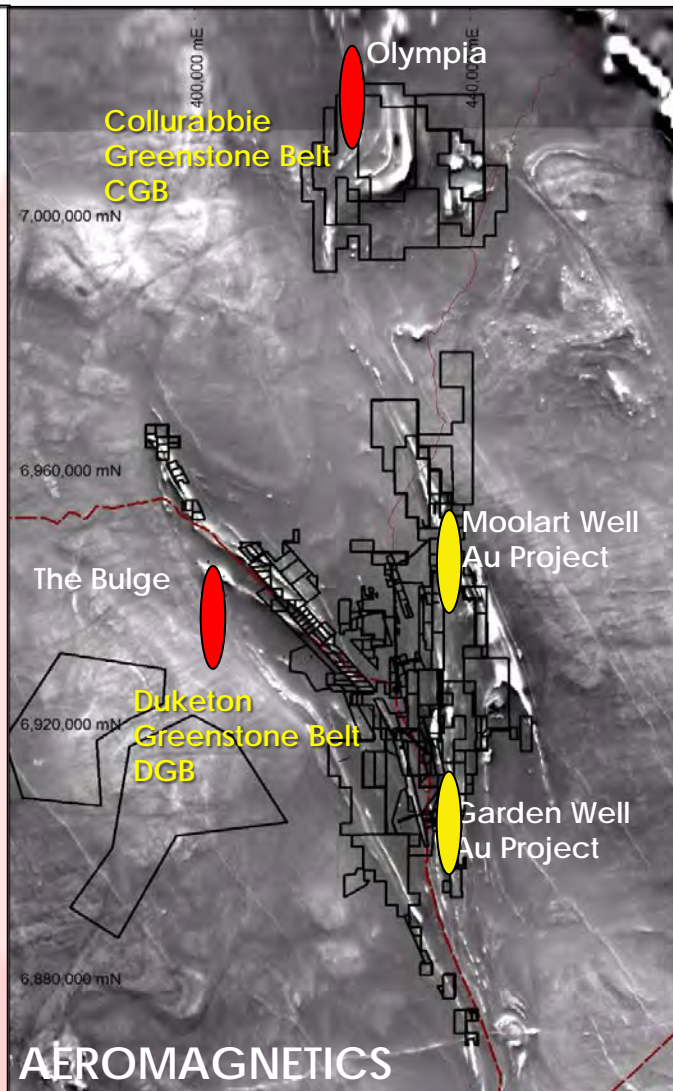 400,000 mE
440,000 mE
Olympia
Collurabbie
Greenstone Belt
CGB
7,000,000 mN
6,960,000 mN
Moolart Well
Au Project
The Bulge
Duketon
Greenstone Belt
DGB
6,920,000 mN
Garden Well
Au Project
6,880,000 mN
AEROMAGNETICS